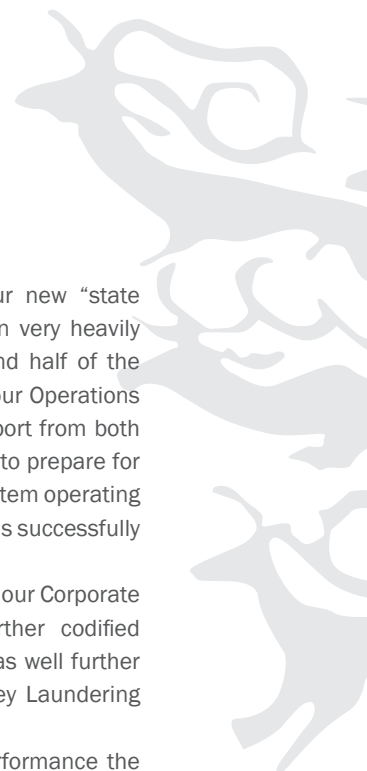 ur new “state
n very heavily
nd half of the
our Operations
port from both
to prepare for
tem operating
s successfully
our Corporate
rther codified
as well further
ey Laundering
rformance the